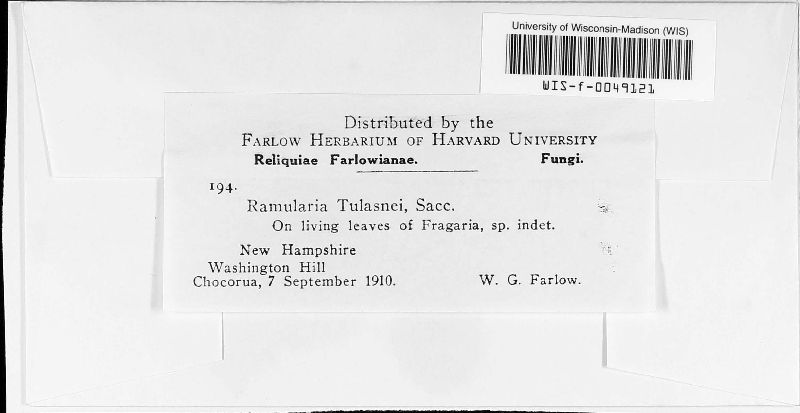 University of Wisconsin-Madison (WIS)
WIS-f-0049121
Distributed by the
FARLOW HERBARIUM OF HARVARD UNIVERSITY
Reliquiae Farlowianae. Fungi.
194.
Ramularia Tulasnei, Sacc.
On living leaves of Fragaria, sp. indet.
New Hampshire
Washington Hill
Chocorua, 7 September 1910. W. G. Farlow.